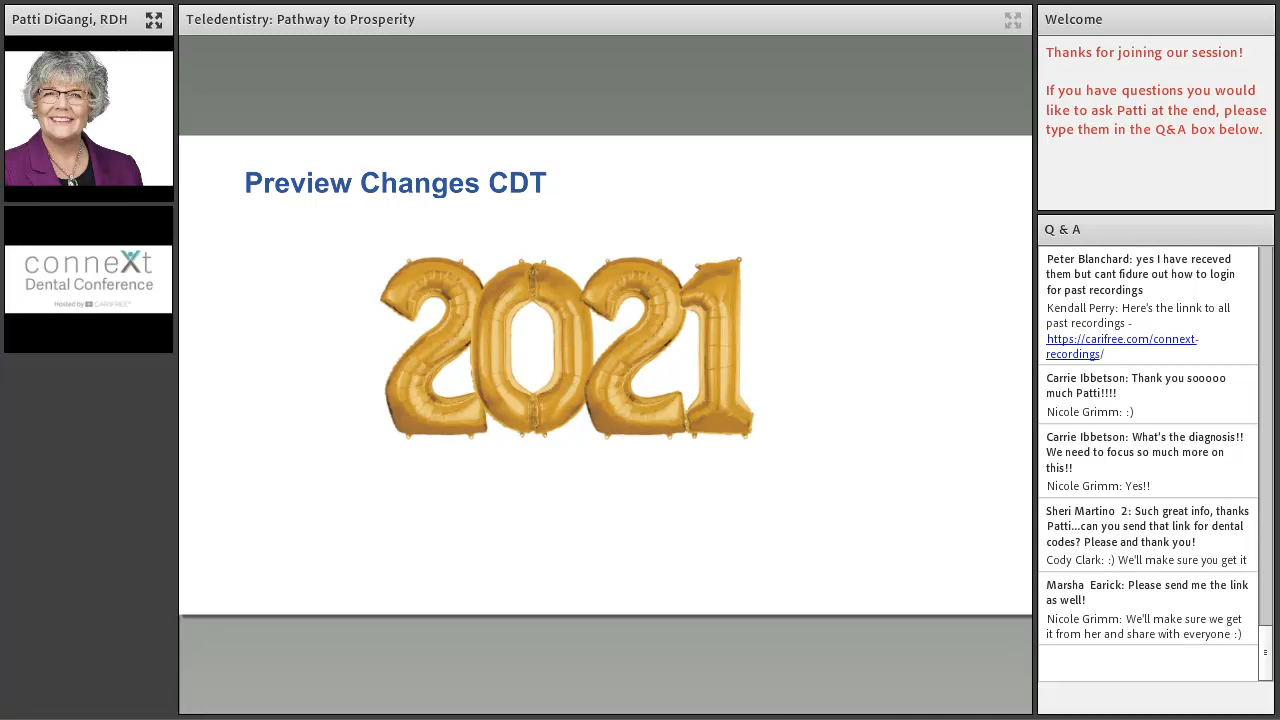 Patti DiGangi, RDH
Teledentistry: Pathway to Prosperity
Welcome
Thanks for joining our session!
If you have questions you would
like to ask Patti at the end, please
type them in the Q&A box below.
conneXt
Dental Conference
Hosted by CARIFREE
Preview Changes CDT
2021
Q & A
Peter Blanchard: yes I have receved
them but cant fidure out how to login
for past recordings
Kendall Perry: Here's the linnk to all
past recordings -
https://carifree.com/connext-
recordings/
Carrie Ibbetson: Thank you sooooo
much Patti!!!!
Nicole Grimm: :)
Carrie Ibbetson: What's the diagnosis!!
We need to focus so much more on
this!!
Nicole Grimm: Yes!!
Sheri Martino 2: Such great info, thanks
Patti...can you send that link for dental
codes? Please and thank you!
Cody Clark: :) We'll make sure you get it
Marsha Earick: Please send me the link
as well!
Nicole Grimm: We'll make sure we get
it from her and share with everyone :)